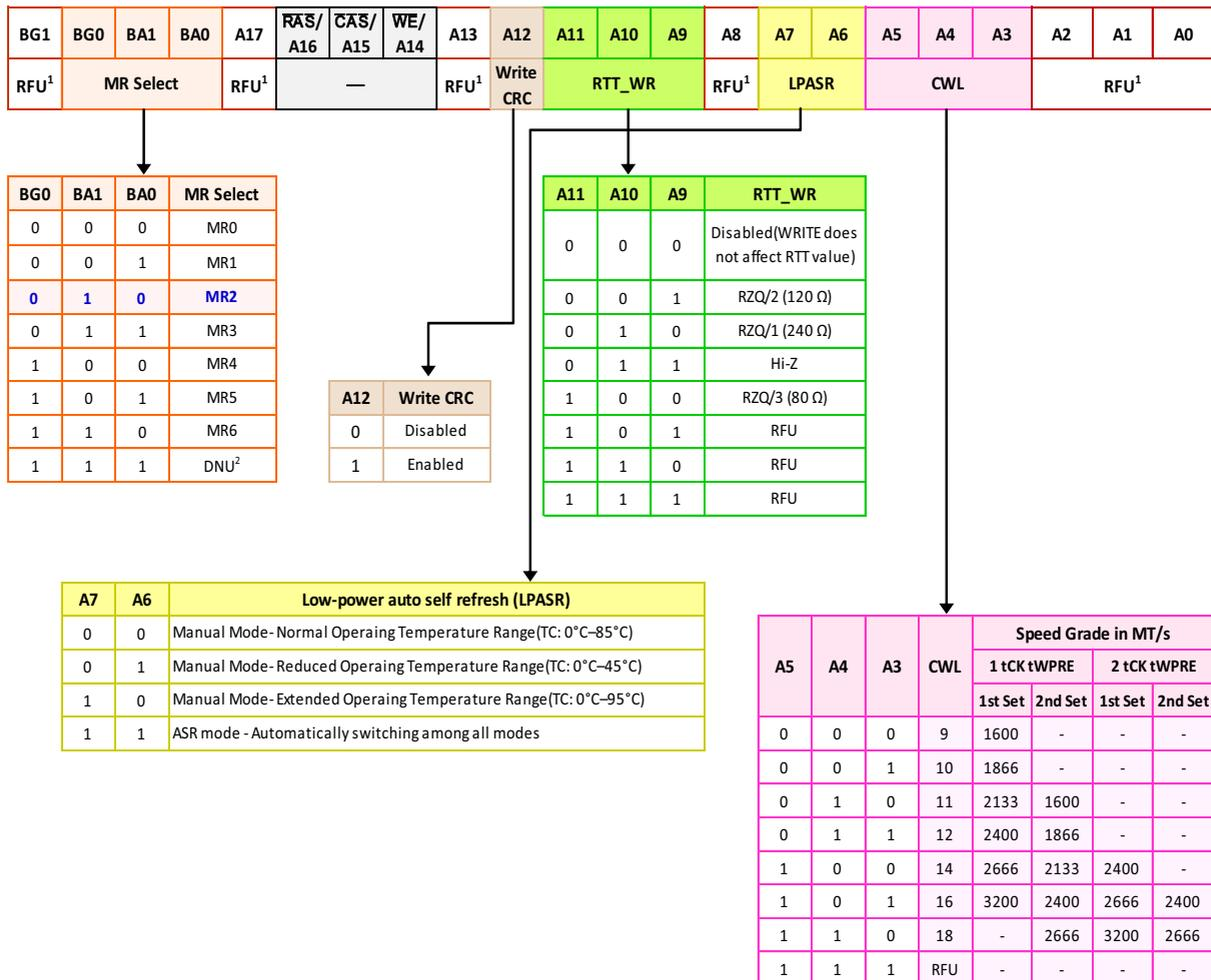 BG1 BG0 BA1 BA0 A17 RAS/ CAS/ WE/ A13 A12 A11 A10 A9 A8 A7 A6 A5 A4 A3 A2 A1 A0
A16 A15 A14
RFU1 MR Select RFU1 — RFU1 Write RTT_WR RFU1 LPASR CWL RFU1
CRC
BG0 BA1 BA0 MR Select
0 0 0 MR0
0 0 1 MR1
0 1 0 MR2
0 1 1 MR3
1 0 0 MR4
1 0 1 MR5
1 1 0 MR6
1 1 1 DNU2
A12 Write CRC
0 Disabled
1 Enabled
A11 A10 A9 RTT_WR
0 0 0 Disabled(WRITE does
not affect RTT value)
0 0 1 RZQ/2 (120 Ω)
0 1 0 RZQ/1 (240 Ω)
0 1 1 Hi-Z
1 0 0 RZQ/3 (80 Ω)
1 0 1 RFU
1 1 0 RFU
1 1 1 RFU
A7 A6 Low-power auto self refresh (LPASR)
0 0 Manual Mode- Normal Operaing Temperature Range(TC: 0°C–85°C)
0 1 Manual Mode- Reduced Operaing Temperature Range(TC: 0°C–45°C)
1 0 Manual Mode- Extended Operaing Temperature Range(TC: 0°C–95°C)
1 1 ASR mode - Automatically switching among all modes
A5 A4 A3 CWL Speed Grade in MT/s
1 tCK tWPRE 2 tCK tWPRE
1st Set 2nd Set 1st Set 2nd Set
0 0 0 9 1600 - - -
0 0 1 10 1866 - - -
0 1 0 11 2133 1600 - -
0 1 1 12 2400 1866 - -
1 0 0 14 2666 2133 2400 -
1 0 1 16 3200 2400 2666 2400
1 1 0 18 - 2666 3200 2666
1 1 1 RFU - - - -